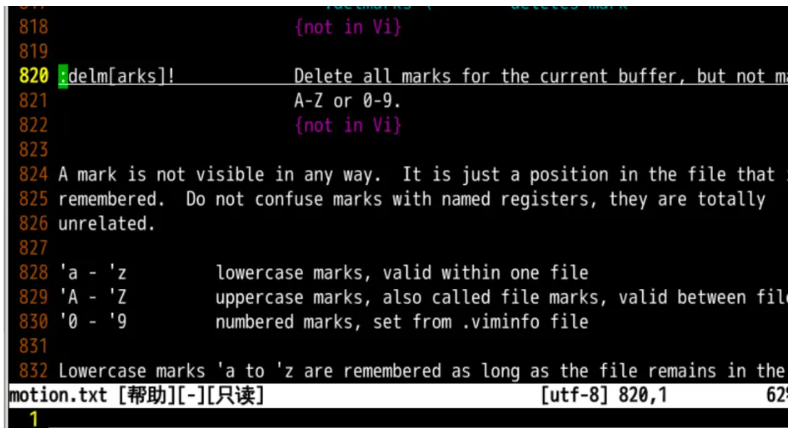 818 {not in Vi}
819
820 :delm[arks]! Delete all marks for the current buffer, but not
821 A-Z or 0-9.
822 {not in Vi}
823
824 A mark is not visible in any way.  It is just a position in the file that
825 remembered.  Do not confuse marks with named registers, they are totally
826 unrelated.
827
828 'a - 'z lowercase marks, valid within one file
829 'A - 'Z uppercase marks, also called file marks, valid between
830 '0 - '9 numbered marks, set from .viminfo file
831
832 Lowercase marks 'a to 'z are remembered as long as the file remains in the
motion.txt [帮助][-][只读] [utf-8] 820,1 62%
1